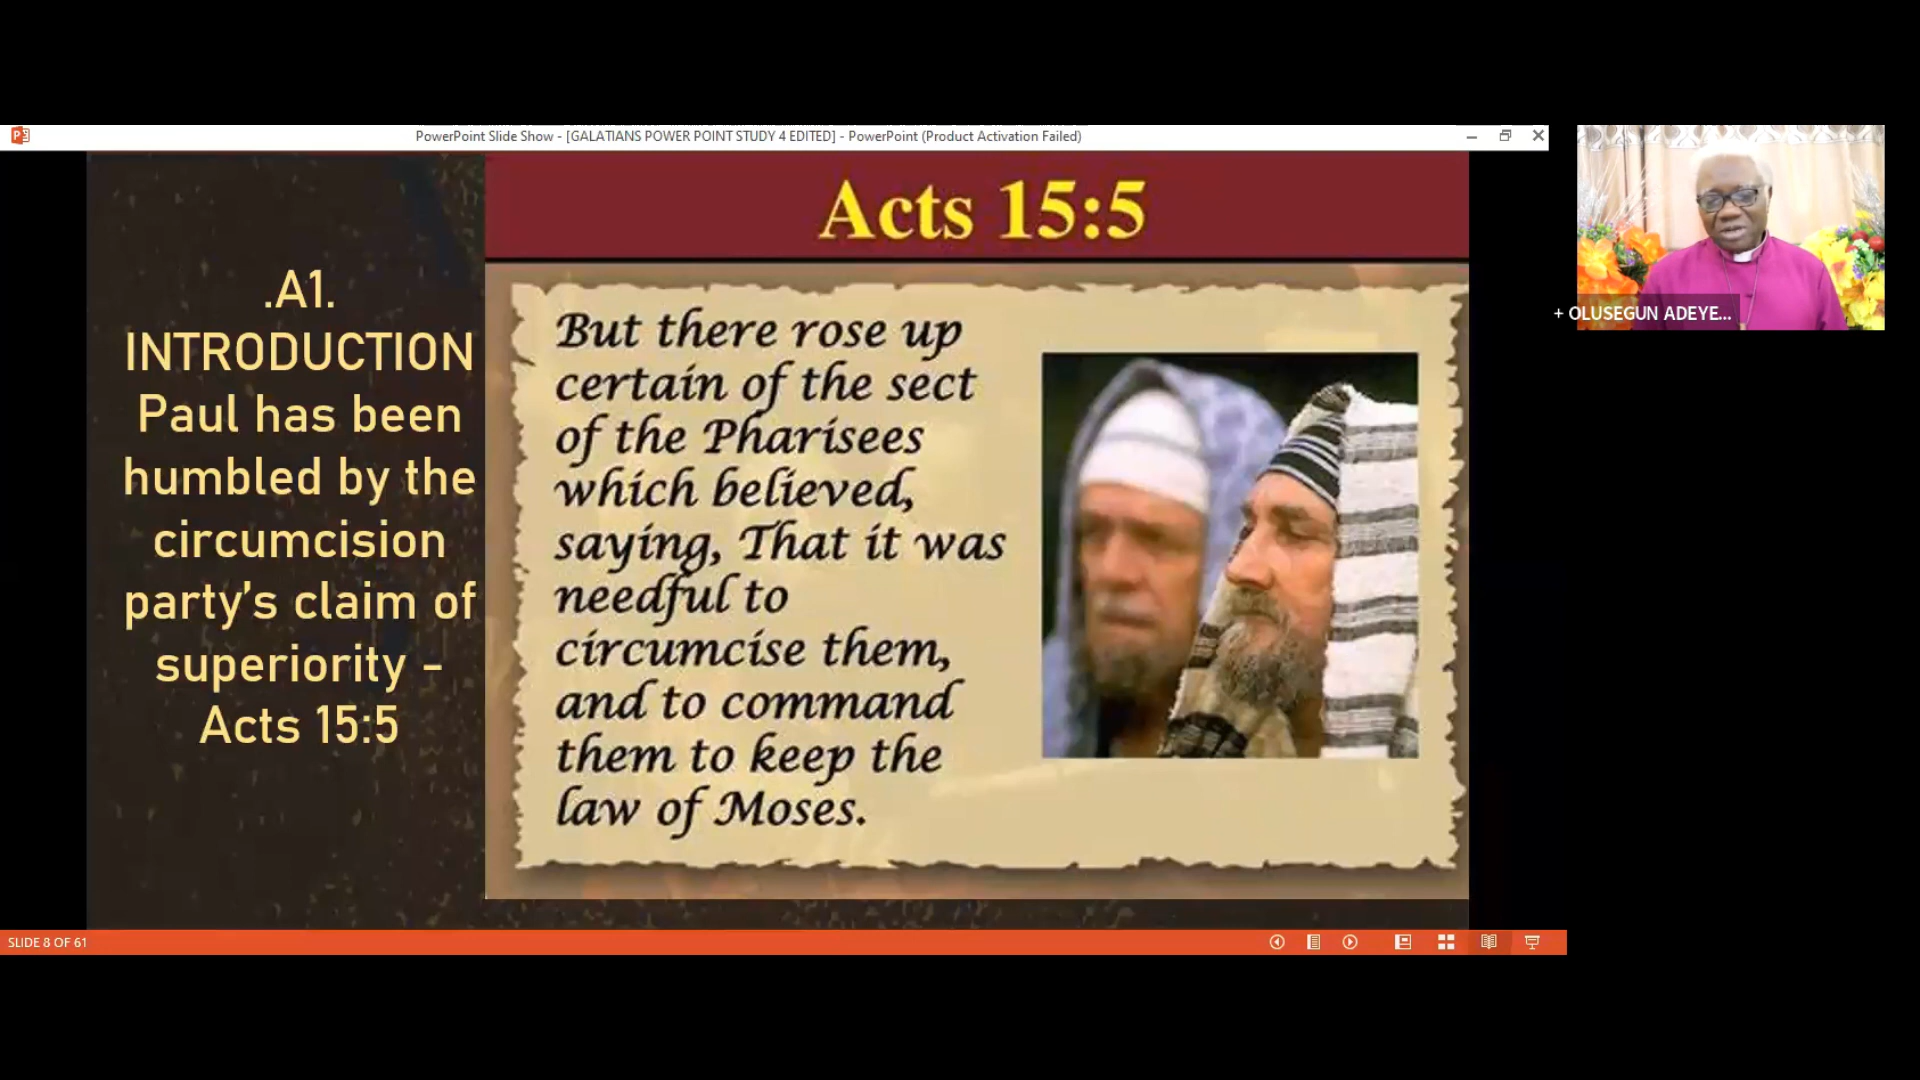 PowerPoint Slide Show - [GALATIANS POWER POINT STUDY 4 EDITED] - PowerPoint (Product Activation Failed)
.A1.
INTRODUCTION
Paul has been
humbled by the
circumcision
party's claim of
superiority -
Acts 15:5
Acts 15:5
But there rose up
certain of the sect
of the Pharisees
which believed,
saying, That it was
needful to
circumcise them,
and to command
them to keep the
law of Moses.
+ OLUSEGUN ADEYE...
SLIDE 8 OF 61